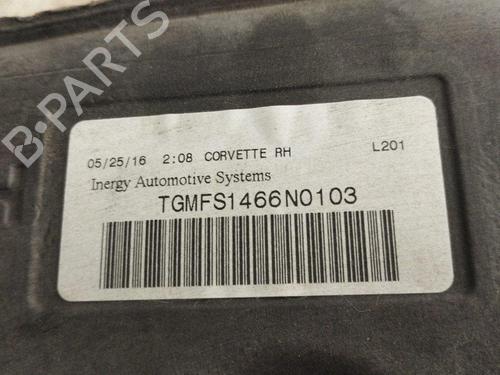 B-PARTS
05/25/16 2:08 CORVETTE RH L201
Inergy Automotive Systems
TGMFS1466N0103